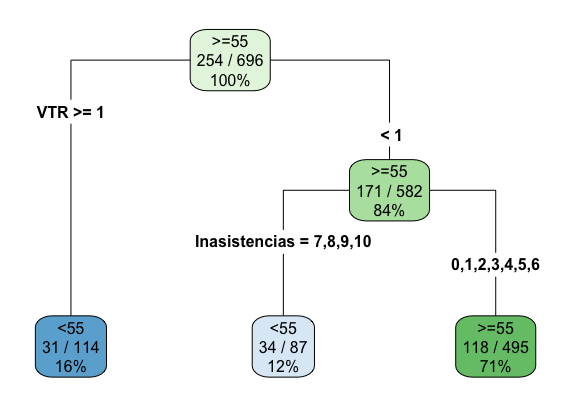 >=55
254 / 696
100%
VTR >= 1
< 1
>=55
171 / 582
84%
Inasistencias = 7,8,9,10
0,1,2,3,4,5,6
<55
31 / 114
16%
<55
34 / 87
12%
>=55
118 / 495
71%